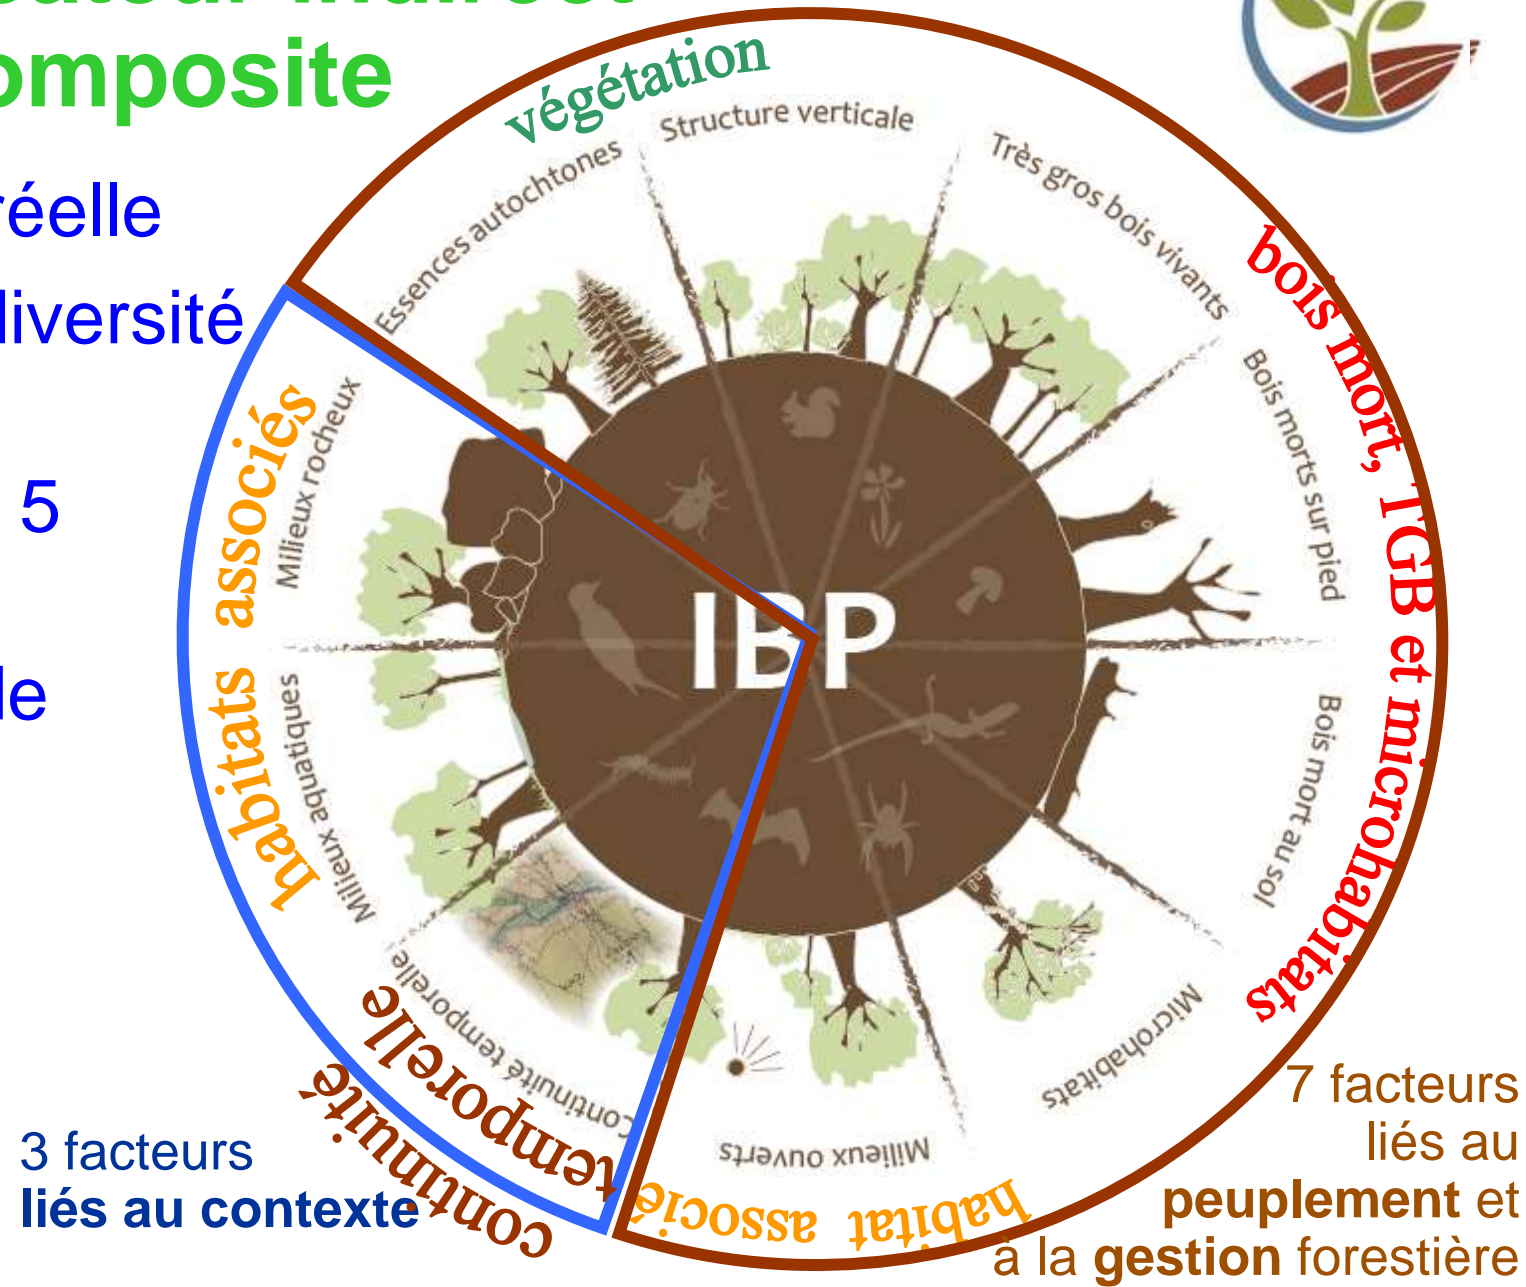 omposite
réelle
5
végétation
Essences autochtones
Structure verticale
Très gros bois vivants
Bois morts sur pied
Bois mort au sol
Microhabitats
Milieux ouverts
Continuité temporelle
Milieux aquatiques
Milieux rocheux
IBP
bois mort, TGB et microhabitats
habitat associé
continuité
temporelle
habitats associés
3 facteurs
liés au contexte
7 facteurs
liés au
peuplement et
à la gestion forestière